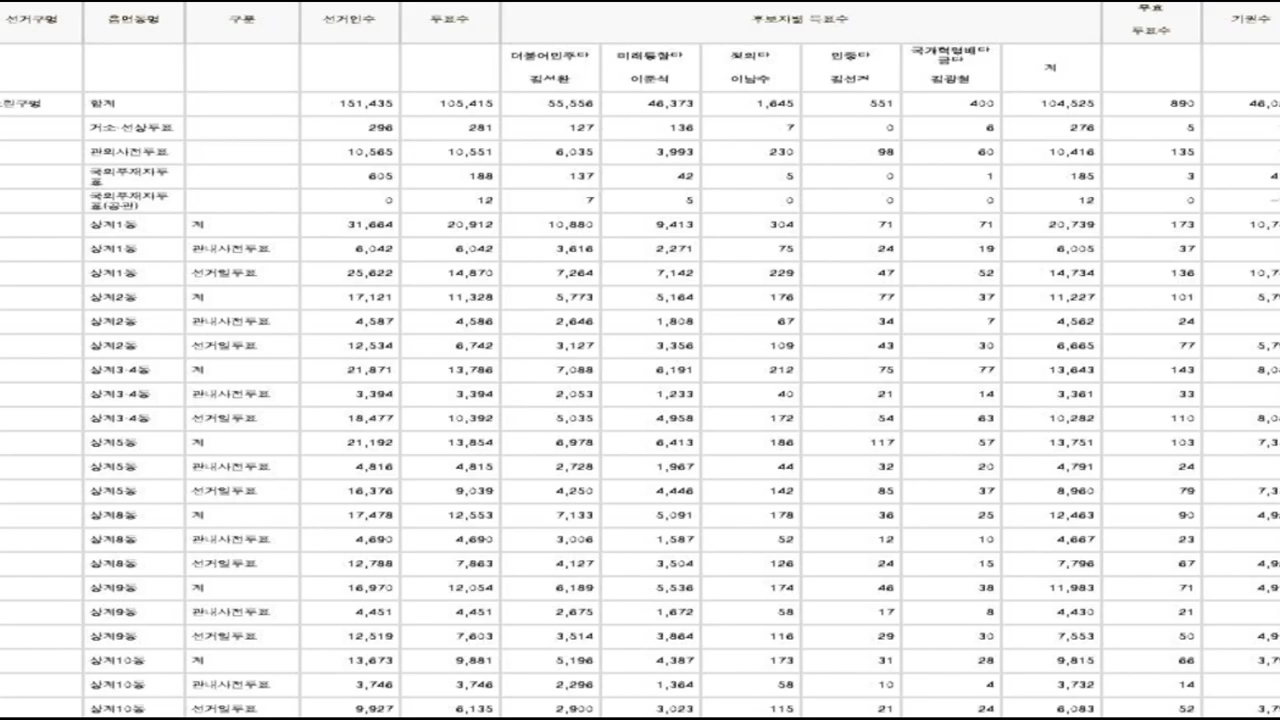 선거구명 읍면동명 구분 선거인수 투표수 후보자별 득표수 무효 투표수 기권수
더불어민주당 미래통합당 정의당 민중당 국가혁명배당금당 계
김성환 이준석 이남수 김선경 김광철
합계 151,435 105,415 55,556 46,373 1,645 551 400 104,525 890
거소·선상투표 296 281 127 136 7 0 6 276 5
관외사전투표 10,565 10,551 6,035 3,993 230 98 60 10,416 135
국외부재자투표 605 188 137 42 5 0 1 185 3
국외부재자투표(공관) 0 12 7 5 0 0 0 12 0
상계1동 계 31,664 20,912 10,880 9,413 304 71 71 20,739 173
상계1동 관내사전투표 6,042 6,042 3,616 2,271 75 24 19 6,005 37
상계1동 선거일투표 25,622 14,870 7,264 7,142 229 47 52 14,734 136
상계2동 계 17,121 11,328 5,773 5,164 176 77 37 11,227 101
상계2동 관내사전투표 4,587 4,586 2,646 1,808 67 34 7 4,562 24
상계2동 선거일투표 12,534 6,742 3,127 3,356 109 43 30 6,665 77
상계3·4동 계 21,871 13,786 7,088 6,191 212 75 77 13,643 143
상계3·4동 관내사전투표 3,394 3,394 2,053 1,233 40 21 14 3,361 33
상계3·4동 선거일투표 18,477 10,392 5,035 4,958 172 54 63 10,282 110
상계5동 계 21,192 13,854 6,978 6,413 186 117 57 13,751 103
상계5동 관내사전투표 4,816 4,815 2,728 1,967 44 32 20 4,791 24
상계5동 선거일투표 16,376 9,039 4,250 4,446 142 85 37 8,960 79
상계8동 계 17,478 12,553 7,133 5,091 178 36 25 12,463 90
상계8동 관내사전투표 4,690 4,690 3,006 1,587 52 12 10 4,667 23
상계8동 선거일투표 12,788 7,863 4,127 3,504 126 24 15 7,796 67
상계9동 계 16,970 12,054 6,189 5,536 174 46 38 11,983 71
상계9동 관내사전투표 4,451 4,451 2,675 1,672 58 17 8 4,430 21
상계9동 선거일투표 12,519 7,603 3,514 3,864 116 29 30 7,553 50
상계10동 계 13,673 9,881 5,196 4,387 173 31 28 9,815 66
상계10동 관내사전투표 3,746 3,746 2,296 1,364 58 10 4 3,732 14
상계10동 선거일투표 9,927 6,135 2,900 3,023 115 21 24 6,083 52